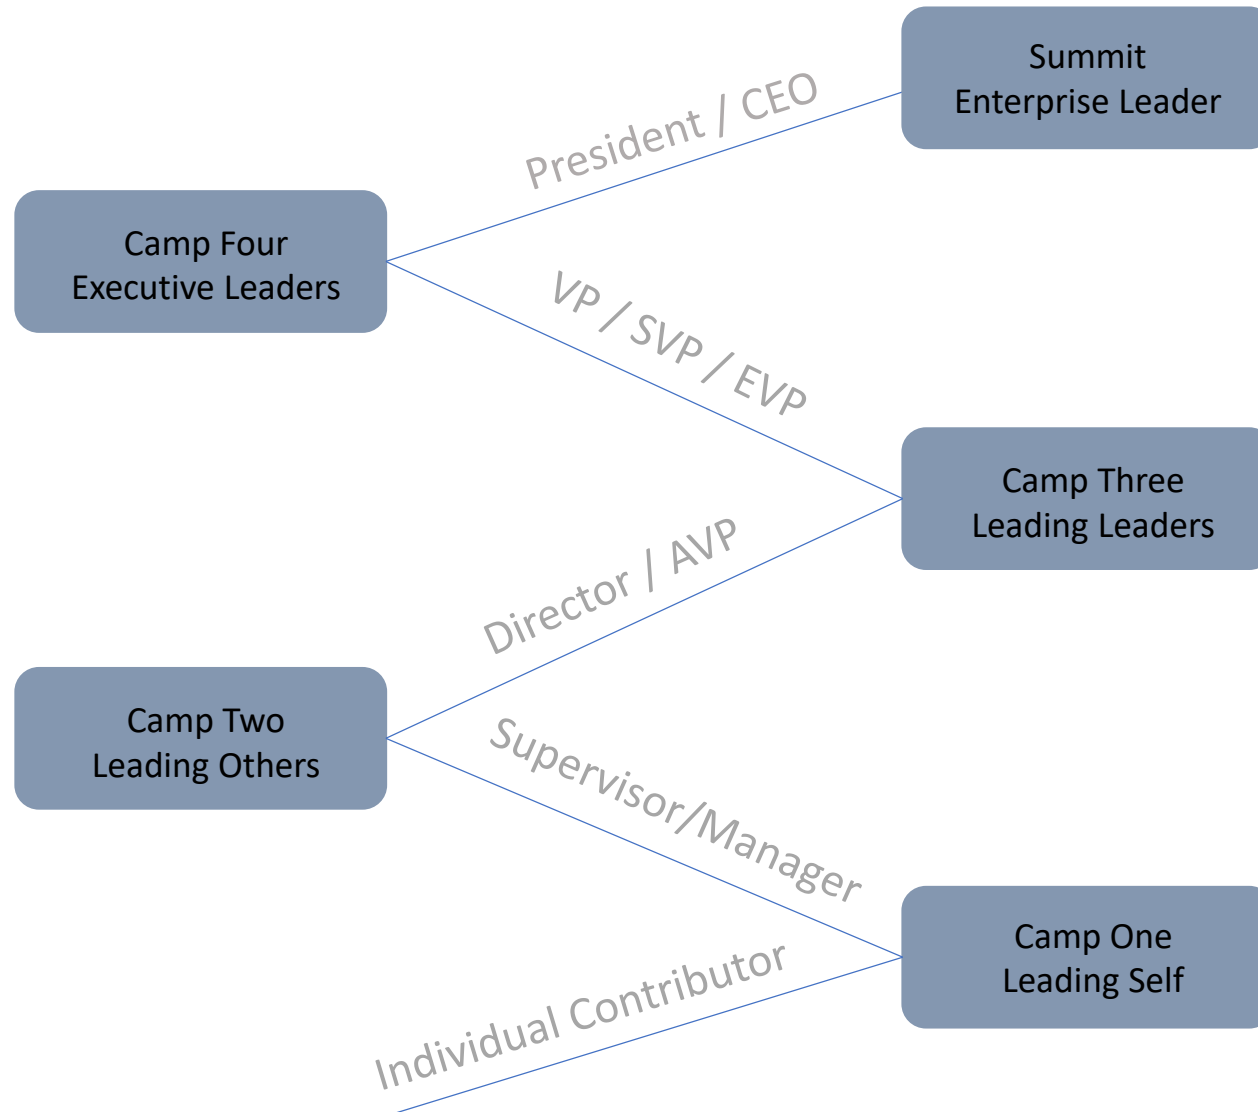 Summit
Enterprise Leader
President / CEO
Camp Four
Executive Leaders
VP / SVP / EVP
Camp Three
Leading Leaders
Director / AVP
Camp Two
Leading Others
Supervisor/Manager
Camp One
Leading Self
Individual Contributor